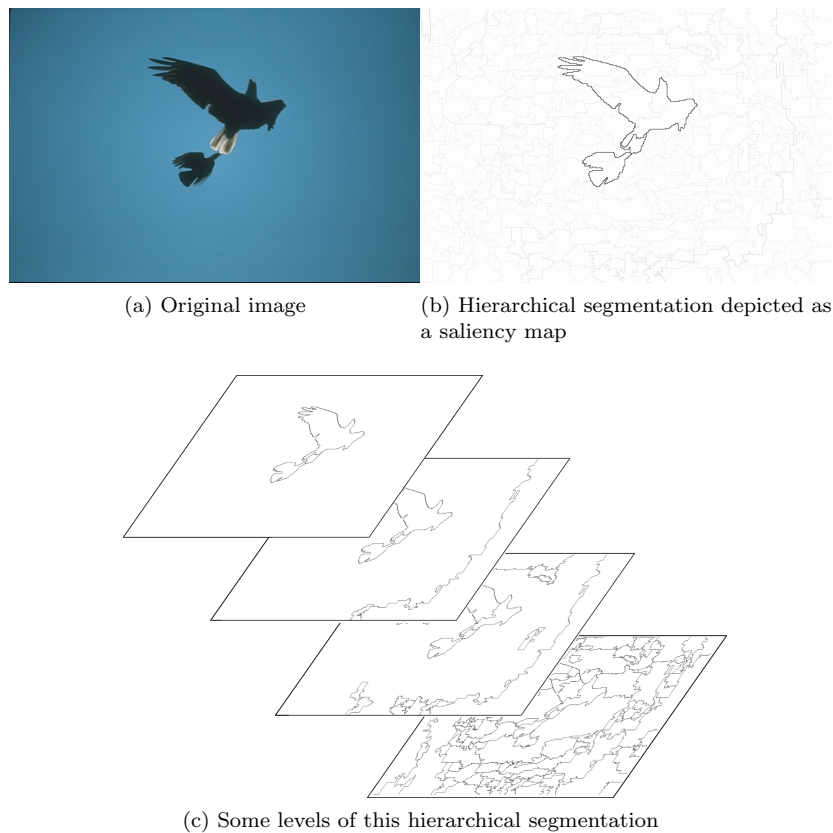 (a) Original image
(b) Hierarchical segmentation depicted as
a saliency map
(c) Some levels of this hierarchical segmentation